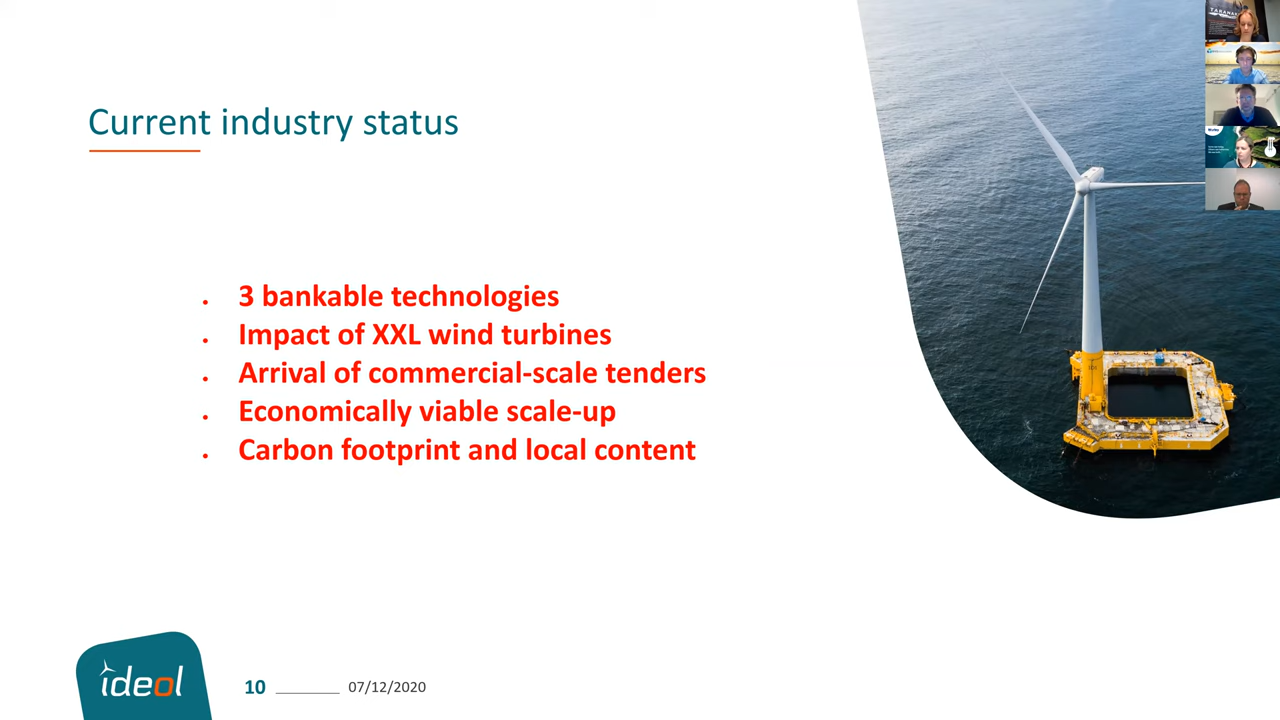 Current industry status
• 3 bankable technologies
• Impact of XXL wind turbines
• Arrival of commercial-scale tenders
• Economically viable scale-up
• Carbon footprint and local content
ideol
10 ________ 07/12/2020